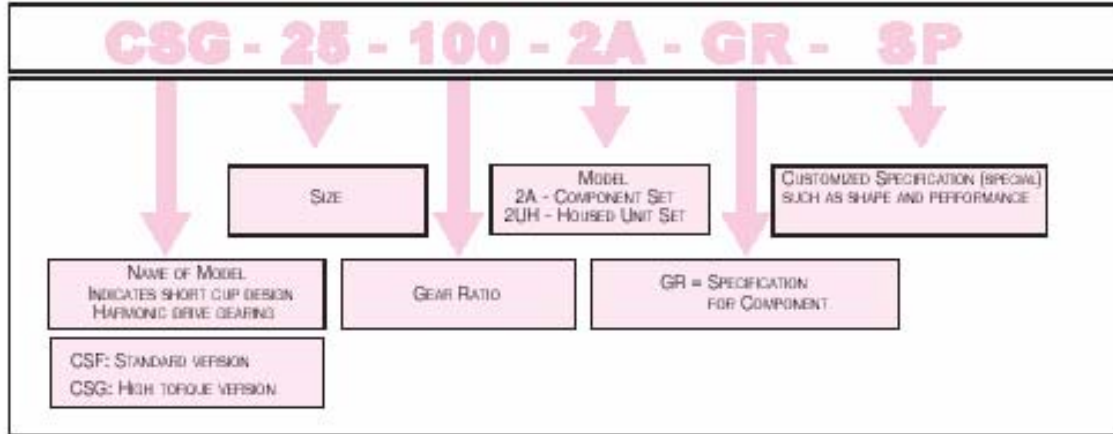 CSG - 25 - 100 - 2A - GR - SP
SIZE
MODEL
2A - COMPONENT SET
2UH - HOUSED UNIT SET
CUSTOMIZED SPECIFICATION (SPECIAL)
SUCH AS SHAPE AND PERFORMANCE
NAME OF MODEL
INDICATES SHORT CUP DESIGN
HARMONIC DRIVE GEARING
GEAR RATIO
GR = SPECIFICATION
FOR COMPONENT
CSF: STANDARD VERSION
CSG: HIGH TORQUE VERSION